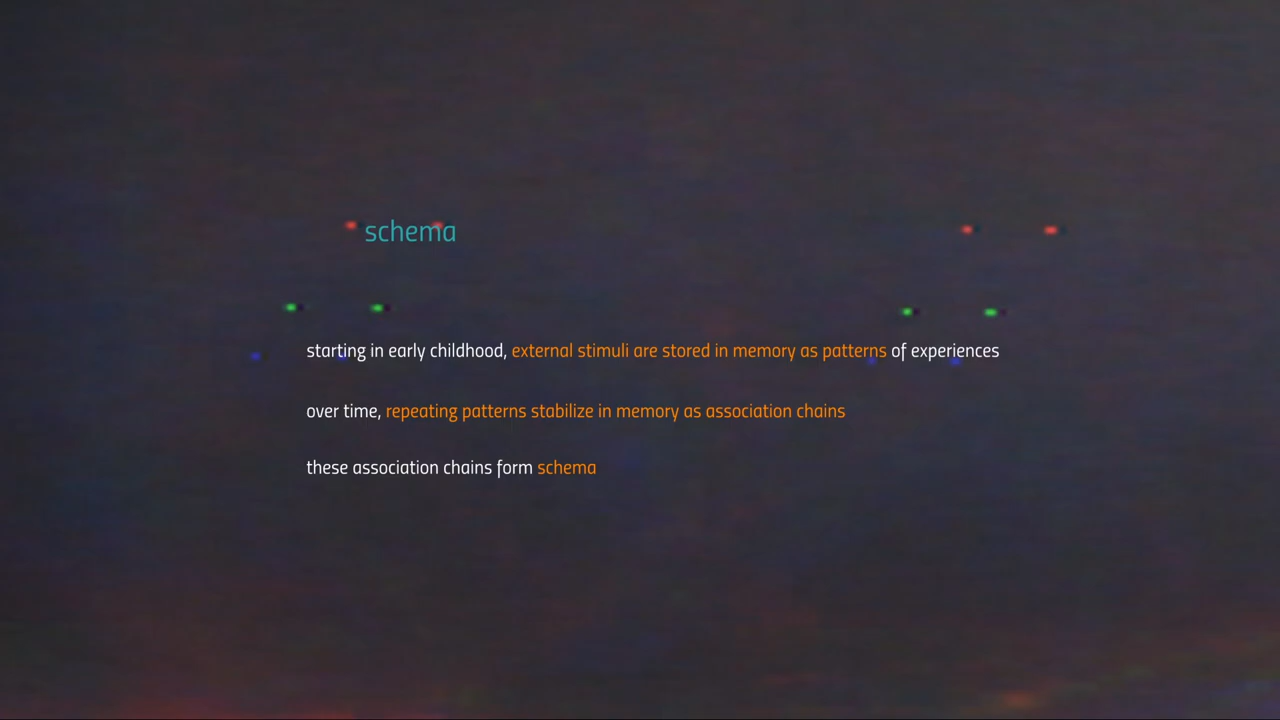 schema
starting in early childhood, external stimuli are stored in memory as patterns of experiences
over time, repeating patterns stabilize in memory as association chains
these association chains form schema